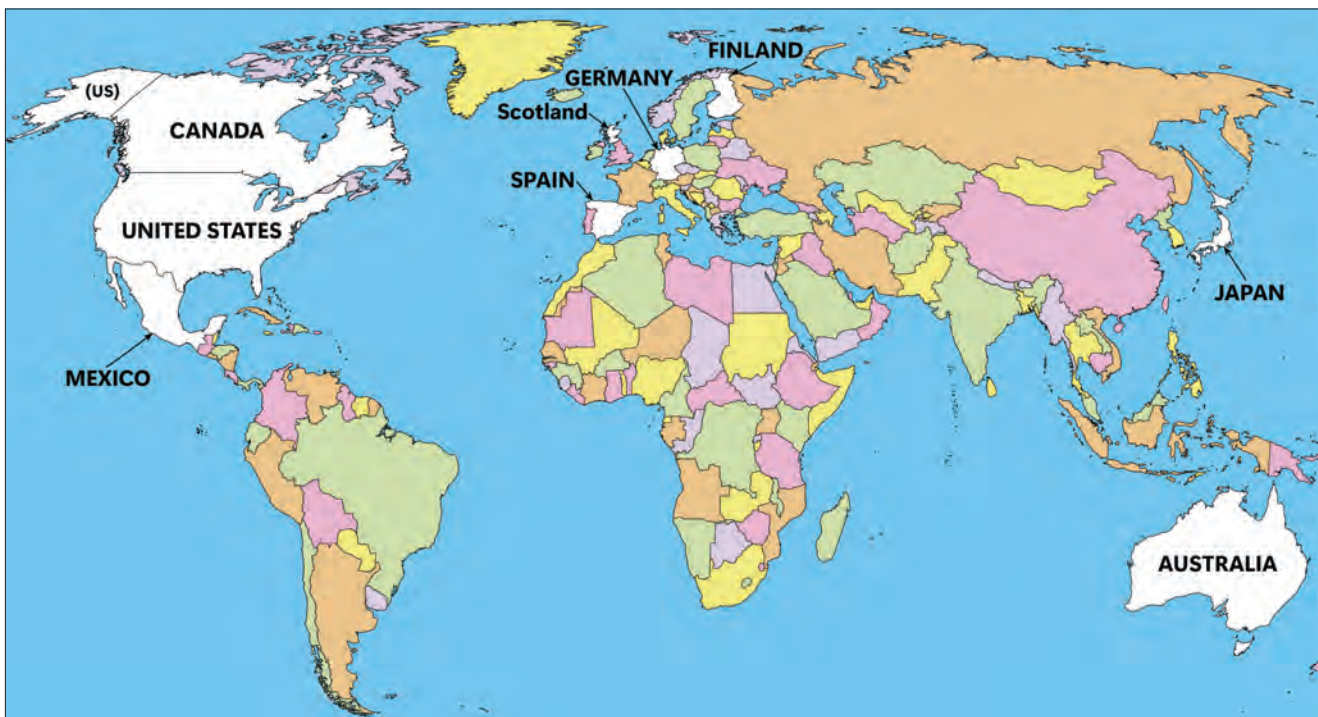 FINLAND
GERMANY
(US)
Scotland
CANADA
SPAIN
UNITED STATES
JAPAN
MEXICO
AUSTRALIA